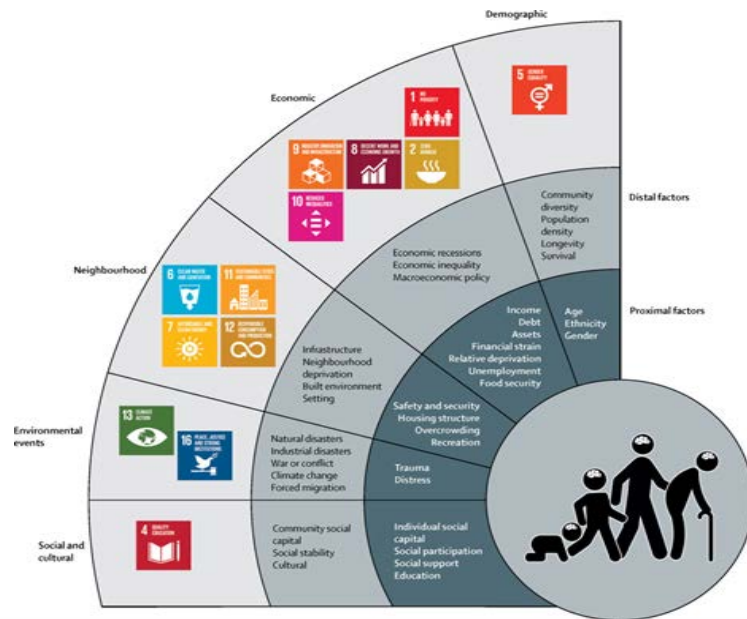 Demographic
5 GENDER
EQUALITY
Economic
1 NO
POVERTY
9 INDUSTRY, INNOVATION
AND INFRASTRUCTURE
8 DECENT WORK AND
ECONOMIC GROWTH
2 ZERO
HUNGER
10 REDUCED
INEQUALITIES
Community
diversity
Population
density
Longevity
Survival
Distal factors
Economic recessions
Economic inequality
Macroeconomic policy
Neighbourhood
6 CLEAN WATER
AND SANITATION
11 SUSTAINABLE CITIES
AND COMMUNITIES
7 AFFORDABLE AND
CLEAN ENERGY
12 RESPONSIBLE
CONSUMPTION
AND PRODUCTION
Income
Debt
Assets
Financial strain
Relative deprivation
Unemployment
Food security
Age
Ethnicity
Gender
Proximal factors
Infrastructure
Neighbourhood
deprivation
Built environment
Setting
Safety and security
Housing structure
Overcrowding
Recreation
Environmental
events
13 CLIMATE
ACTION
16 PEACE, JUSTICE
AND STRONG
INSTITUTIONS
Natural disasters
Industrial disasters
War or conflict
Climate change
Forced migration
Trauma
Distress
Social and
cultural
4 QUALITY
EDUCATION
Community social
capital
Social stability
Cultural
Individual social
capital
Social participation
Social support
Education